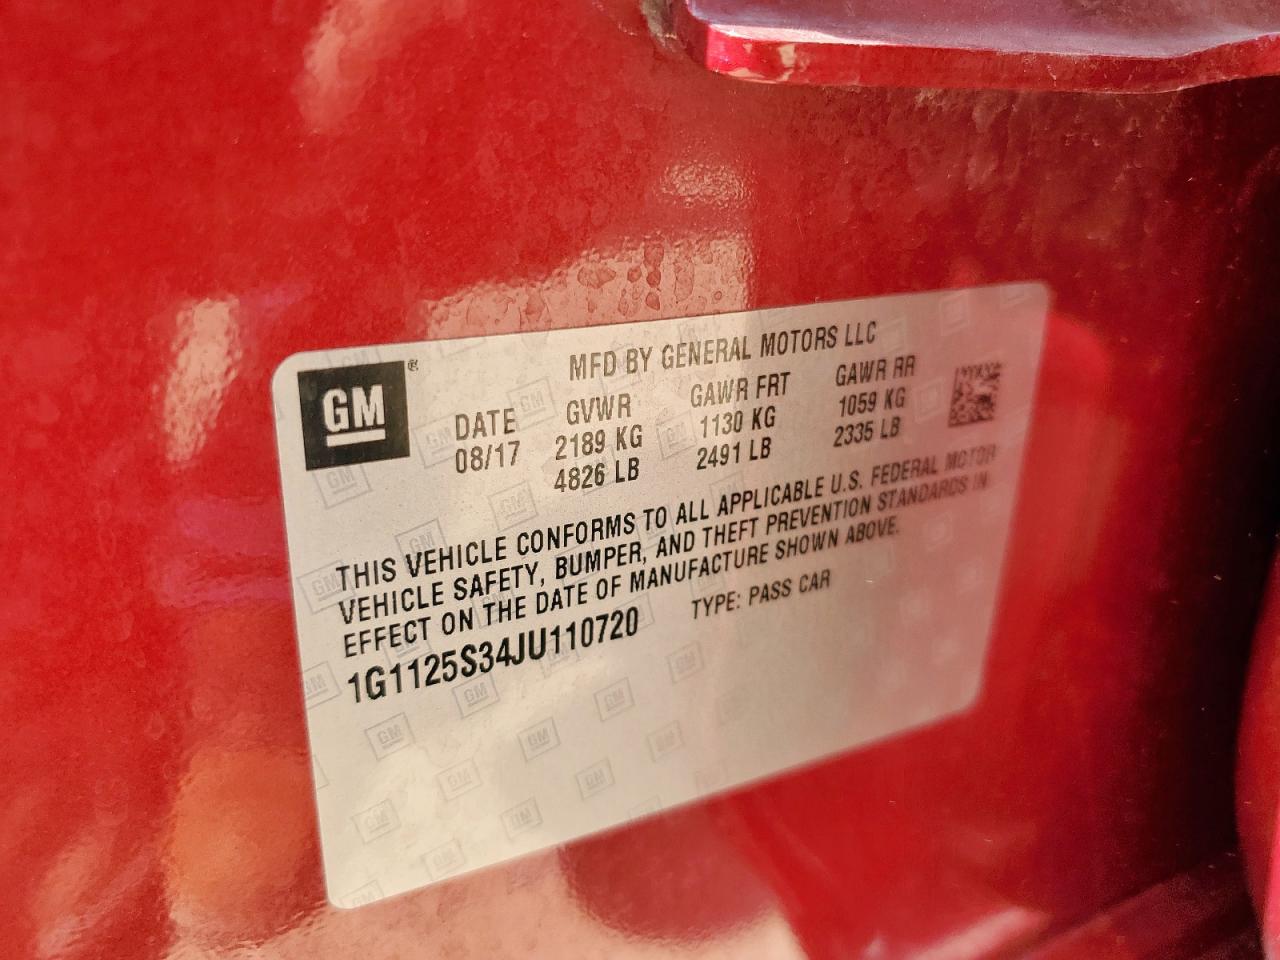 GM
MFD BY GENERAL MOTORS LLC
DATE GVWR GAWR FRT GAWR RR
08/17 2189 KG 1130 KG 1059 KG
4826 LB 2491 LB 2335 LB
THIS VEHICLE CONFORMS TO ALL APPLICABLE U.S. FEDERAL MOTOR
VEHICLE SAFETY, BUMPER, AND THEFT PREVENTION STANDARDS IN
EFFECT ON THE DATE OF MANUFACTURE SHOWN ABOVE.
1G1125S34JU110720 TYPE: PASS CAR